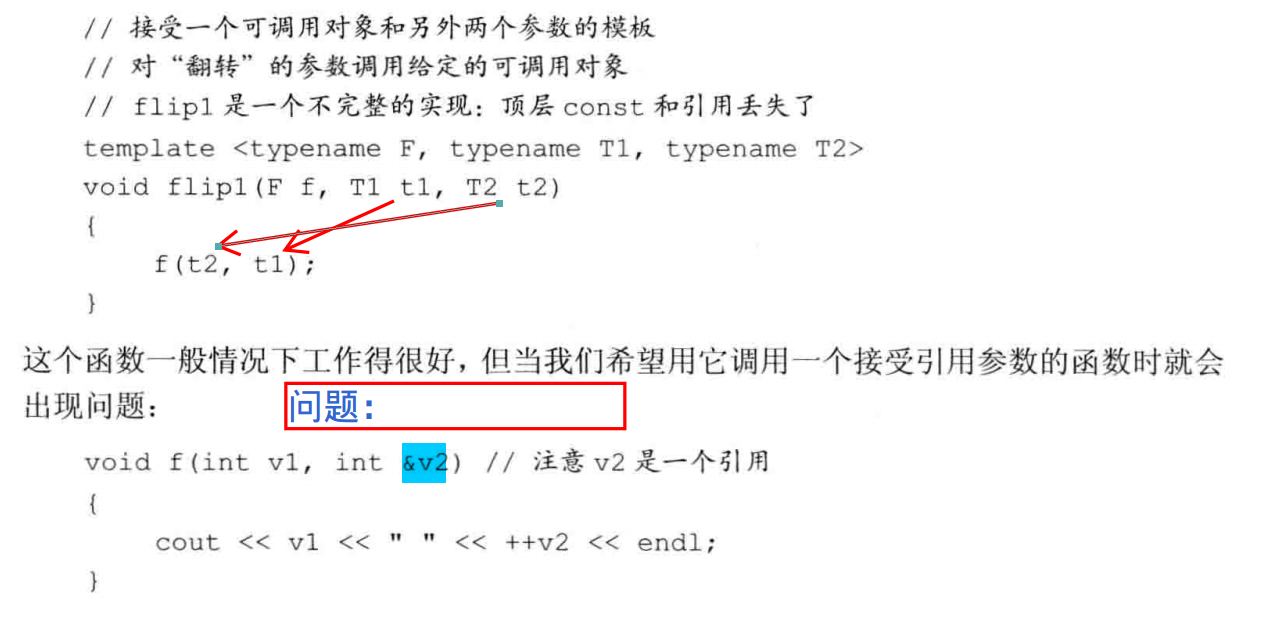 // 接受一个可调用对象和另外两个参数的模板
// 对“翻转”的参数调用给定的可调用对象
// flip1 是一个不完整的实现：顶层 const 和引用丢失了
template <typename F, typename T1, typename T2>
void flip1(F f, T1 t1, T2 t2)
{
f(t2, t1);
}
这个函数一般情况下工作得很好，但当我们希望用它调用一个接受引用参数的函数时就会
出现问题：
问题：
void f(int v1, int &v2) // 注意 v2 是一个引用
{
cout << v1 << " " << ++v2 << endl;
}